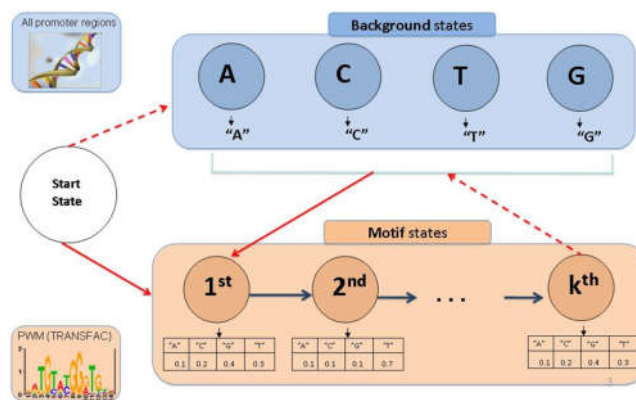 All promoter regions
Background states
A C T G
“A” “C” “T” “G”
Start
State
Motif states
1st 2nd ... kth
PWM (TRANSFAC)
“A” “C” “G” “T”
0.1 0.2 0.4 0.3
“A” “C” “G” “T”
0.1 0.1 0.1 0.7
“A” “C” “G” “T”
0.1 0.2 0.4 0.3